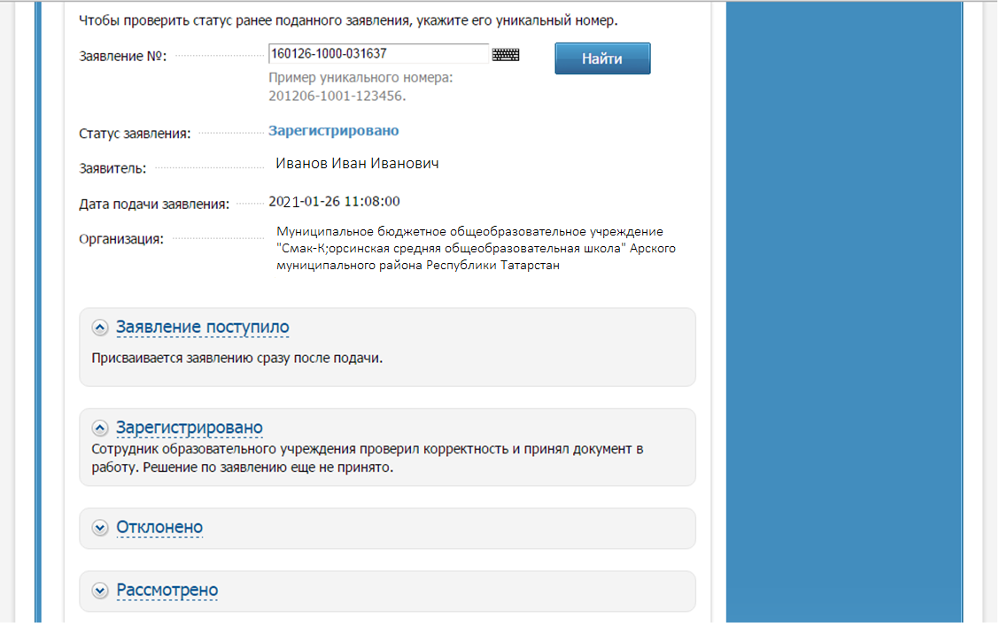 Чтобы проверить статус ранее поданного заявления, укажите его уникальный номер.
Заявление №: 160126-1000-031637 Найти
Пример уникального номера:
201206-1001-123456.
Статус заявления: Зарегистрировано
Заявитель: Иванов Иван Иванович
Дата подачи заявления: 2021-01-26 11:08:00
Организация: Муниципальное бюджетное общеобразовательное учреждение
"Смак-К;орсинская средняя общеобразовательная школа" Арского
муниципального района Республики Татарстан
Заявление поступило
Присваивается заявлению сразу после подачи.
Зарегистрировано
Сотрудник образовательного учреждения проверил корректность и принял документ в
работу. Решение по заявлению еще не принято.
Отклонено
Рассмотрено